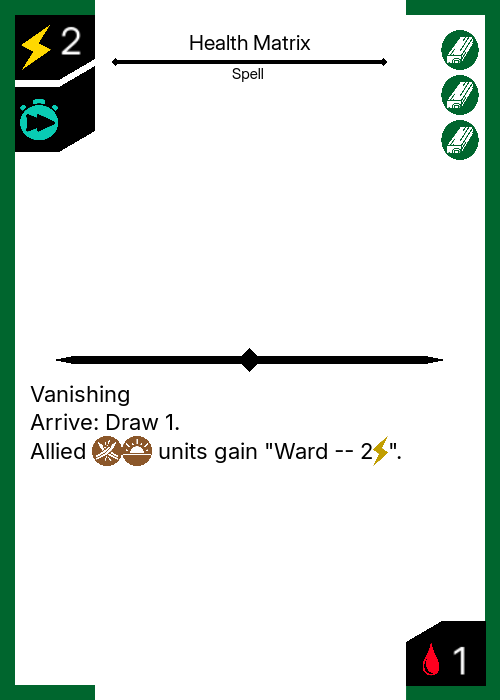 2
Health Matrix
Spell
Vanishing
Arrive: Draw 1.
Allied units gain "Ward -- 2".
1